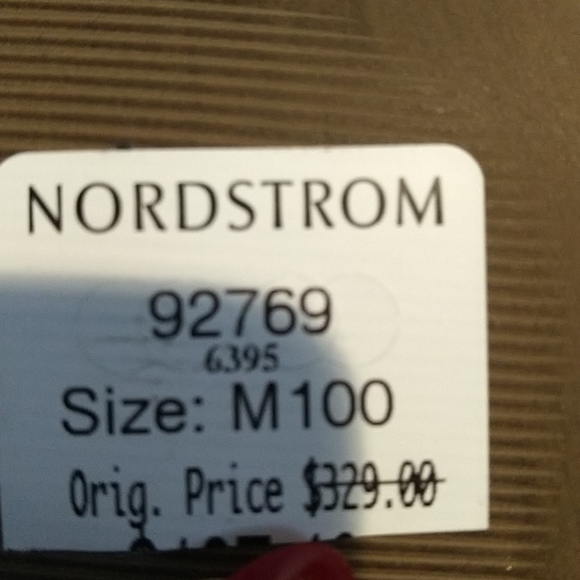 NORDSTROM
92769
6395
Size: M100
Orig. Price $329.00